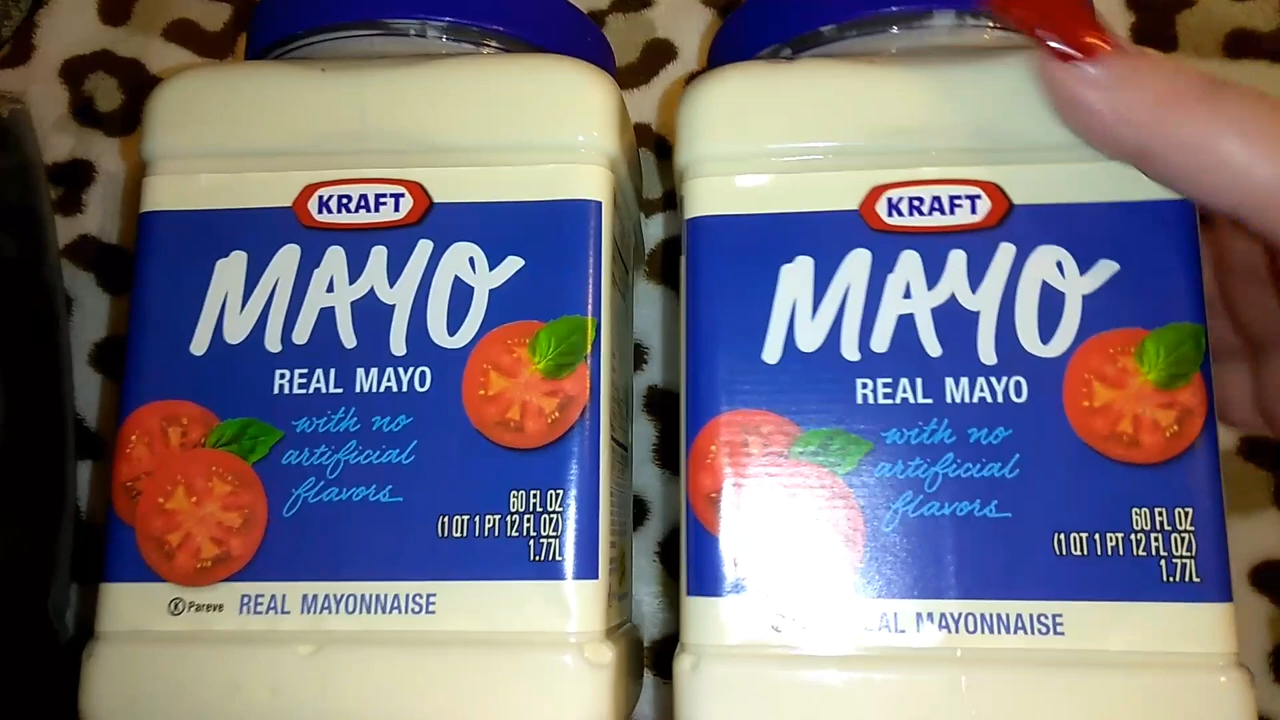 KRAFT
MAYO
REAL MAYO
with no
artificial
flavors
60 FL OZ
(1 QT 1 PT 12 FL OZ)
1.77L
K Pareve REAL MAYONNAISE
KRAFT
MAYO
REAL MAYO
with no
artificial
flavors
60 FL OZ
(1 QT 1 PT 12 FL OZ)
1.77L
MAYONNAISE